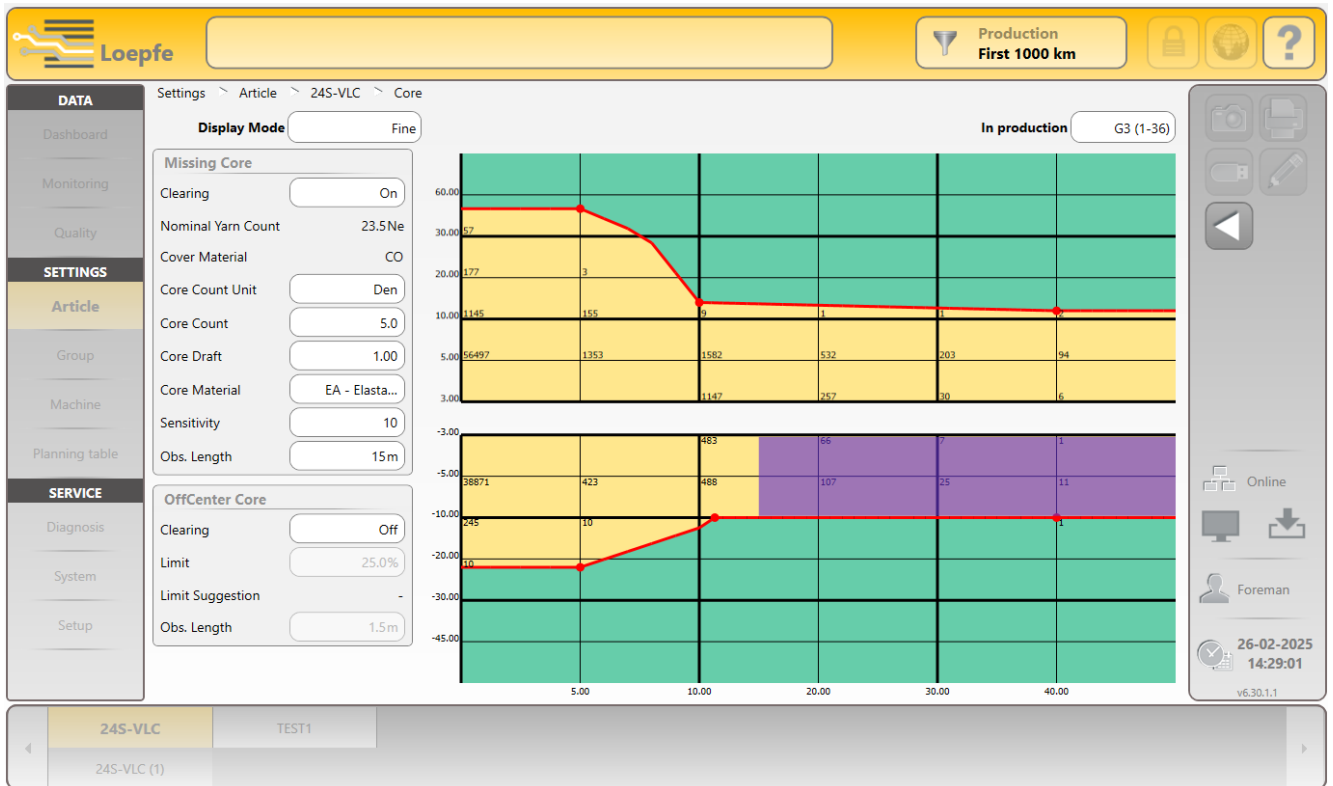 Loepfe
Production
First 1000 km
?
DATA
Dashboard
Monitoring
Quality
SETTINGS
Article
Group
Machine
Planning table
SERVICE
Diagnosis
System
Setup
Settings > Article > 24S-VLC > Core
Display Mode Fine
In production G3 (1-36)
Missing Core
Clearing On
Nominal Yarn Count 23.5Ne
Cover Material CO
Core Count Unit Den
Core Count 5.0
Core Draft 1.00
Core Material EA - Elasta...
Sensitivity 10
Obs. Length 15m
OffCenter Core
Clearing Off
Limit 25.0%
Limit Suggestion -
Obs. Length 1.5m
60.00
30.00 57
20.00 177 3
10.00 1145 155 9 1 1
5.00 56497 1353 1582 532 203 94
3.00 1147 257 30 6
-3.00 483 66 7 1
-5.00 38871 423 488 107 25 11
-10.00 245 10 1
-20.00 10
-30.00
-45.00
5.00 10.00 20.00 30.00 40.00
Online
Foreman
26-02-2025
14:29:01
v6.30.1.1
24S-VLC TEST1
24S-VLC (1)